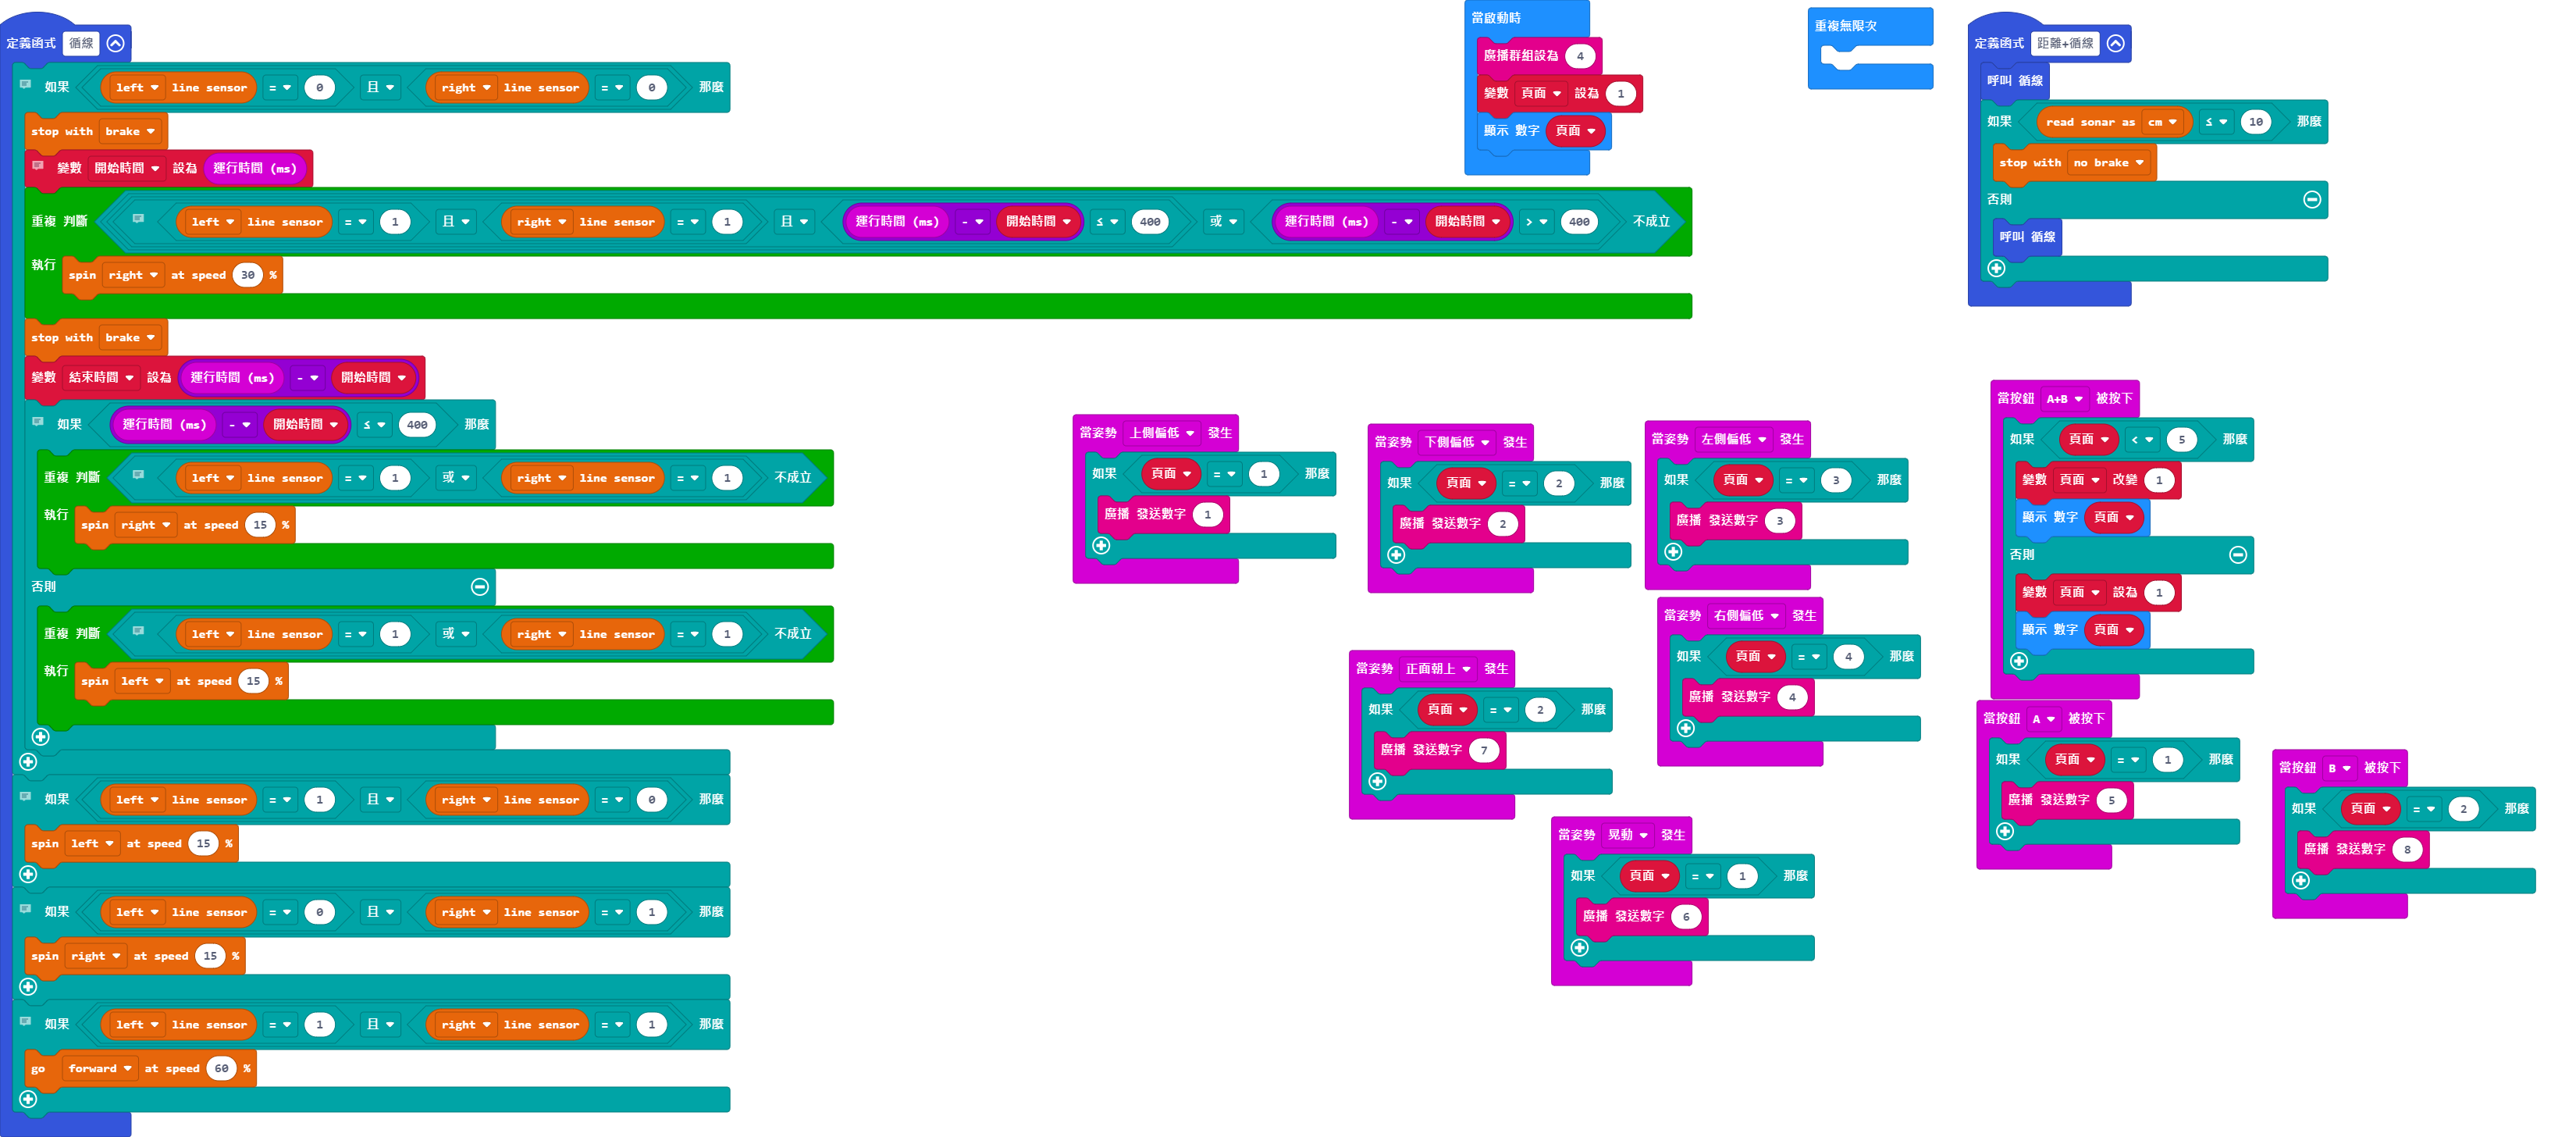 定義函式 循線
如果 left line sensor = 0 且 right line sensor = 0 那麼
stop with brake
變數 開始時間 設為 運行時間 (ms)
重複 判斷 left line sensor = 1 且 right line sensor = 1 且 運行時間 (ms) - 開始時間 ≤ 400 或 運行時間 (ms) - 開始時間 > 400 不成立
執行 spin right at speed 30 %
stop with brake
變數 結束時間 設為 運行時間 (ms) - 開始時間
如果 運行時間 (ms) - 開始時間 ≤ 400 那麼
重複 判斷 left line sensor = 1 或 right line sensor = 1 不成立
執行 spin right at speed 15 %
否則
重複 判斷 left line sensor = 1 或 right line sensor = 1 不成立
執行 spin left at speed 15 %
如果 left line sensor = 1 且 right line sensor = 0 那麼
spin left at speed 15 %
如果 left line sensor = 0 且 right line sensor = 1 那麼
spin right at speed 15 %
如果 left line sensor = 1 且 right line sensor = 1 那麼
go forward at speed 60 %
當啟動時
廣播群組設為 4
變數 頁面 設為 1
顯示 數字 頁面
重複無限次
定義函式 距離+循線
呼叫 循線
如果 read sonar as cm ≤ 10 那麼
stop with no brake
否則
呼叫 循線
當姿勢 上側偏低 發生
如果 頁面 = 1 那麼
廣播 發送數字 1
當姿勢 下側偏低 發生
如果 頁面 = 2 那麼
廣播 發送數字 2
當姿勢 左側偏低 發生
如果 頁面 = 3 那麼
廣播 發送數字 3
當姿勢 右側偏低 發生
如果 頁面 = 4 那麼
廣播 發送數字 4
當姿勢 正面朝上 發生
如果 頁面 = 2 那麼
廣播 發送數字 7
當姿勢 晃動 發生
如果 頁面 = 1 那麼
廣播 發送數字 6
當按鈕 A+B 被按下
如果 頁面 < 5 那麼
變數 頁面 改變 1
顯示 數字 頁面
否則
變數 頁面 設為 1
顯示 數字 頁面
當按鈕 A 被按下
如果 頁面 = 1 那麼
廣播 發送數字 5
當按鈕 B 被按下
如果 頁面 = 2 那麼
廣播 發送數字 8